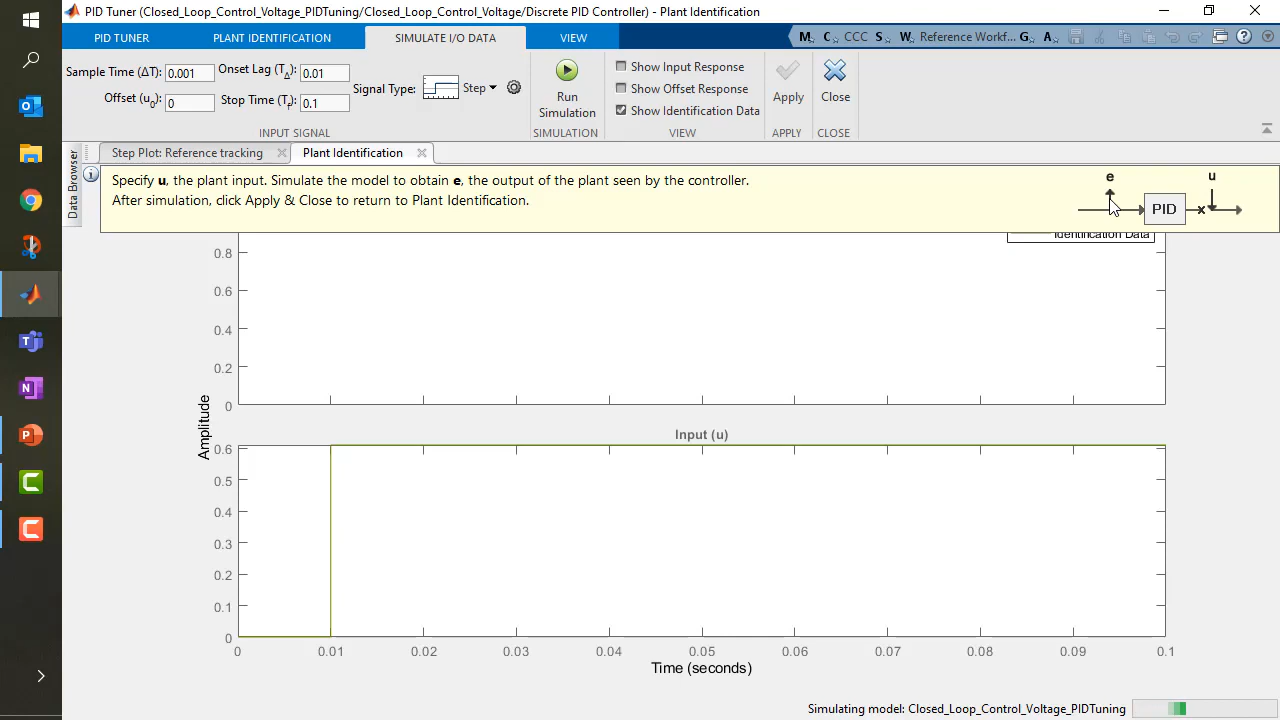 PID Tuner (Closed_Loop_Control_Voltage_PIDTuning/Closed_Loop_Control_Voltage/Discrete PID Controller) - Plant Identification
PID TUNER
PLANT IDENTIFICATION
SIMULATE I/O DATA
VIEW
M
C
CCC
S
W
Reference Workf...
G
A
Sample Time (ΔT): 0.001
Onset Lag (TΔ): 0.01
Offset (u0): 0
Stop Time (Tf): 0.1
Signal Type:
Step
Run
Simulation
Show Input Response
Show Offset Response
Show Identification Data
Apply
Close
INPUT SIGNAL
SIMULATION
VIEW
APPLY
CLOSE
Data Browser
Step Plot: Reference tracking
Plant Identification
Specify u, the plant input. Simulate the model to obtain e, the output of the plant seen by the controller.
After simulation, click Apply & Close to return to Plant Identification.
e
u
PID
Identification Data
0.8
0.6
0.4
0.2
0
Amplitude
Input (u)
0.6
0.5
0.4
0.3
0.2
0.1
0
0 0.01 0.02 0.03 0.04 0.05 0.06 0.07 0.08 0.09 0.1
Time (seconds)
Simulating model: Closed_Loop_Control_Voltage_PIDTuning